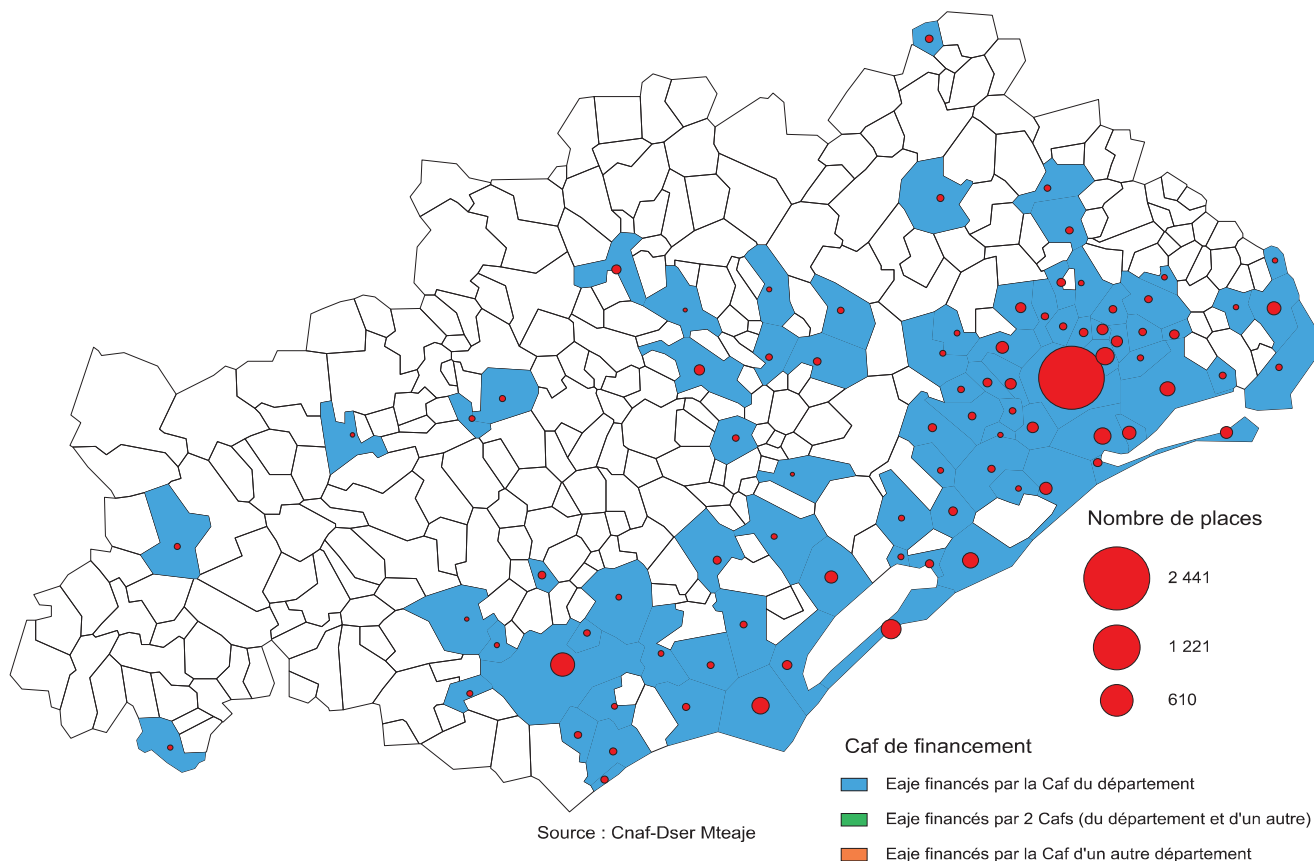 Nombre de places
2 441
1 221
610
Caf de financement
Eaje financés par la Caf du département
Eaje financés par 2 Cafs (du département et d'un autre)
Eaje financés par la Caf d'un autre département
Source : Cnaf-Dser Mteaje